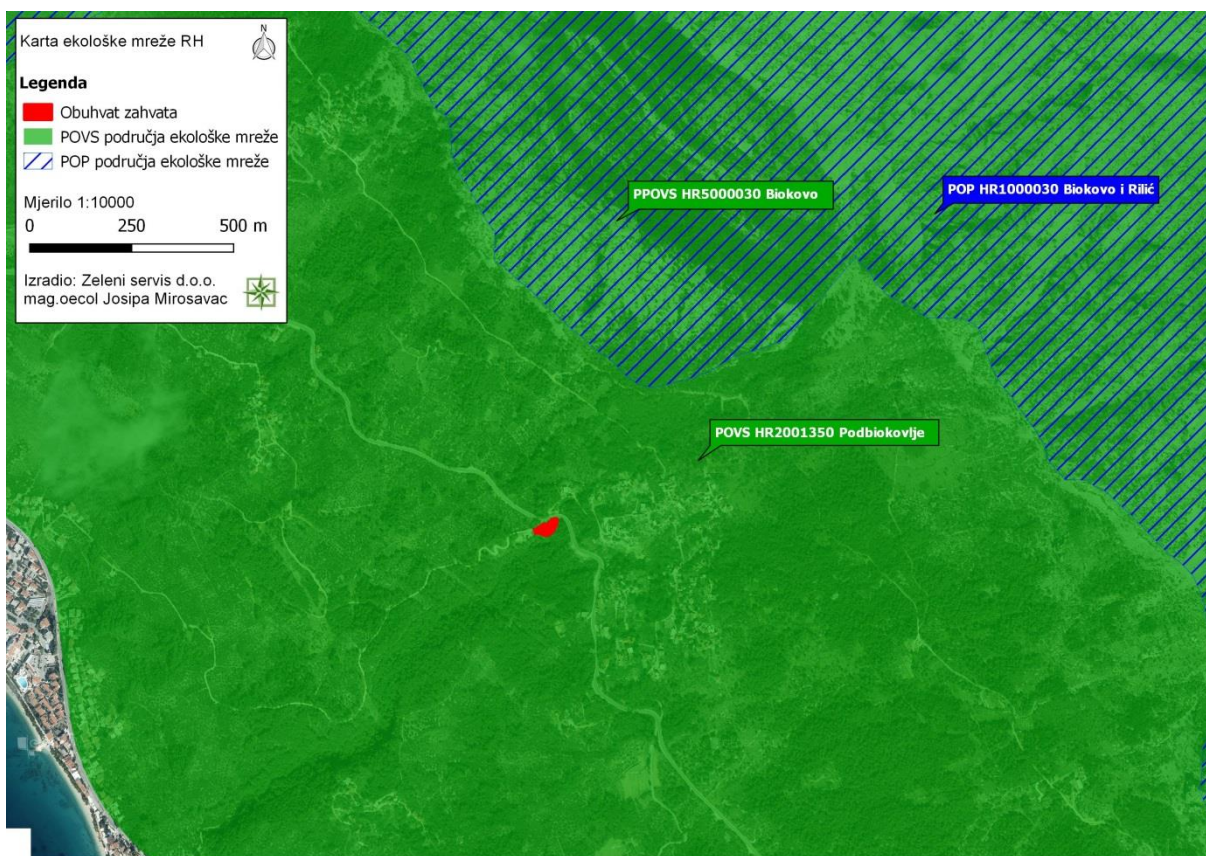 Karta ekološke mreže RH
N
Legenda
Obuhvat zahvata
POVS područja ekološke mreže
POP područja ekološke mreže
Mjerilo 1:10000
0 250 500 m
Izradio: Zeleni servis d.o.o.
mag.oecol Josipa Mirosavac
PPOVS HR5000030 Biokovo
POP HR1000030 Biokovo i Rilić
POVS HR2001350 Podbiokovlje